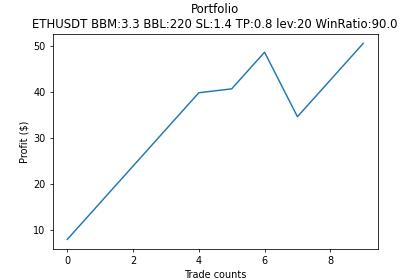 Portfolio
ETHUSDT BBM:3.3 BBL:220 SL:1.4 TP:0.8 lev:20 WinRatio:90.0
50
40
30
20
10
Profit ($)
0 2 4 6 8
Trade counts